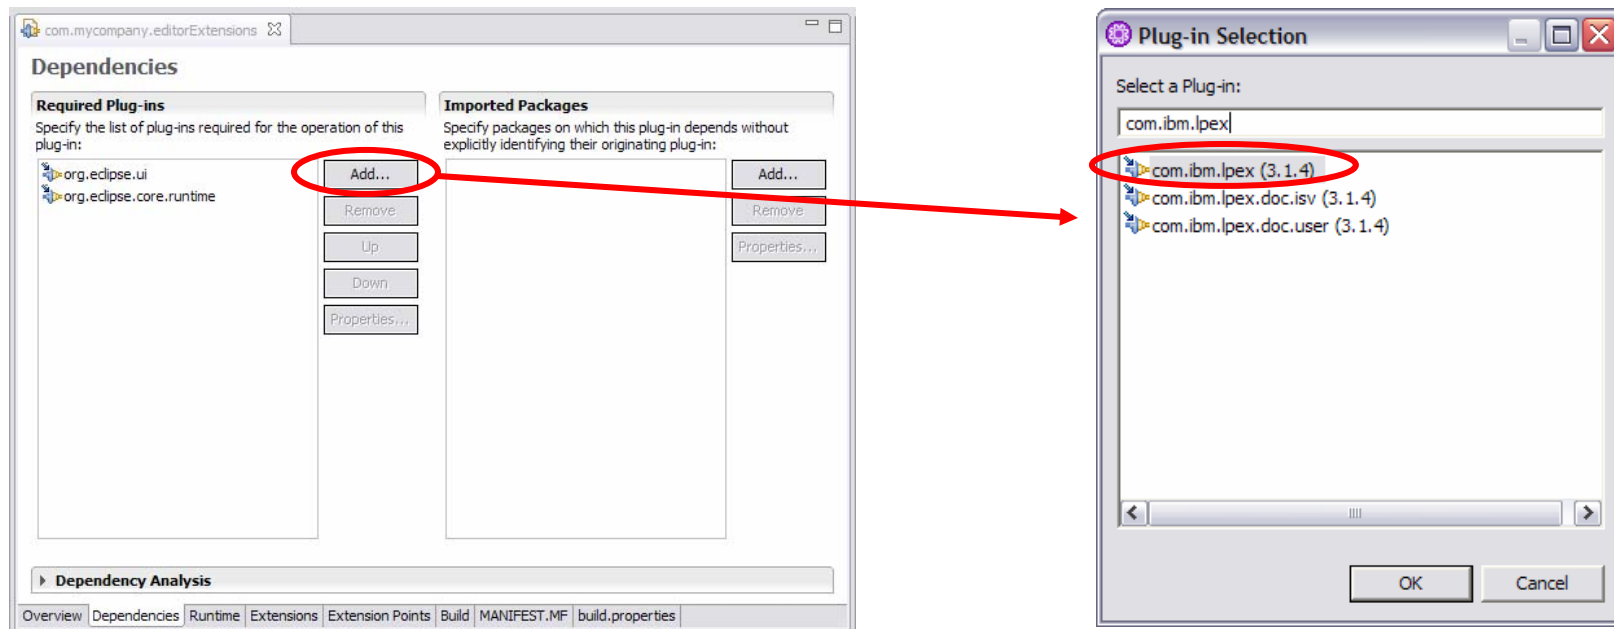 com.mycompany.editorExtensions
Dependencies
Required Plug-ins
Specify the list of plug-ins required for the operation of this
plug-in:
org.eclipse.ui
org.eclipse.core.runtime
Add...
Remove
Up
Down
Properties...
Imported Packages
Specify packages on which this plug-in depends without
explicitly identifying their originating plug-in:
Add...
Remove
Properties...
Dependency Analysis
Overview Dependencies Runtime Extensions Extension Points Build MANIFEST.MF build.properties
Plug-in Selection
Select a Plug-in:
com.ibm.lpex
com.ibm.lpex (3.1.4)
com.ibm.lpex.doc.isv (3.1.4)
com.ibm.lpex.doc.user (3.1.4)
OK Cancel